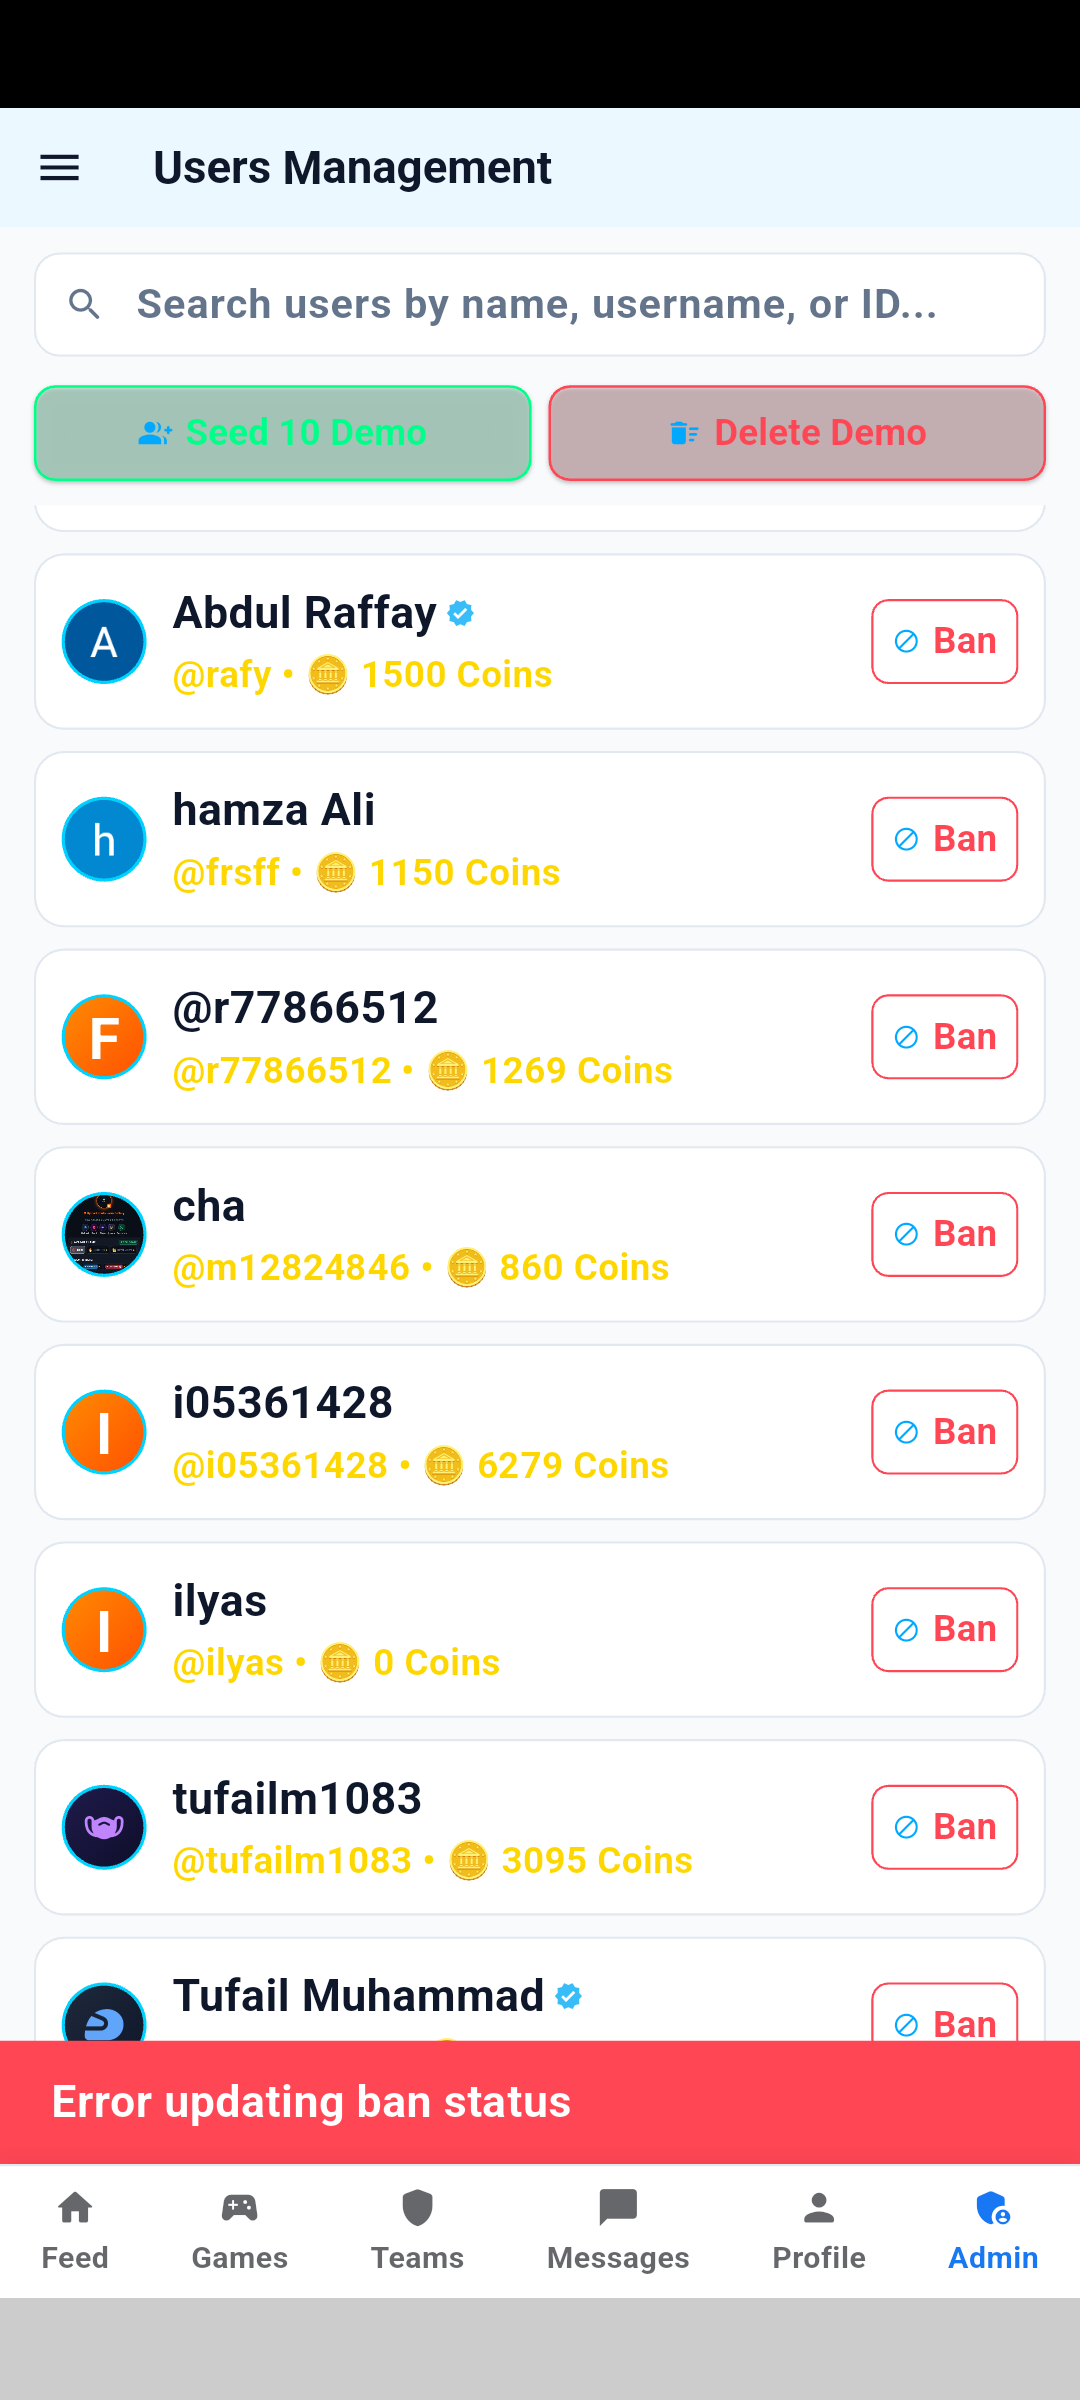 Users Management
Search users by name, username, or ID...
Seed 10 Demo
Delete Demo
A
Abdul Raffay
@rafy • 1500 Coins
Ban
h
hamza Ali
@frsff • 1150 Coins
Ban
F
@r77866512
@r77866512 • 1269 Coins
Ban
cha
@m12824846 • 860 Coins
Ban
I
i05361428
@i05361428 • 6279 Coins
Ban
I
ilyas
@ilyas • 0 Coins
Ban
tufailm1083
@tufailm1083 • 3095 Coins
Ban
Tufail Muhammad
Ban
Error updating ban status
Feed
Games
Teams
Messages
Profile
Admin